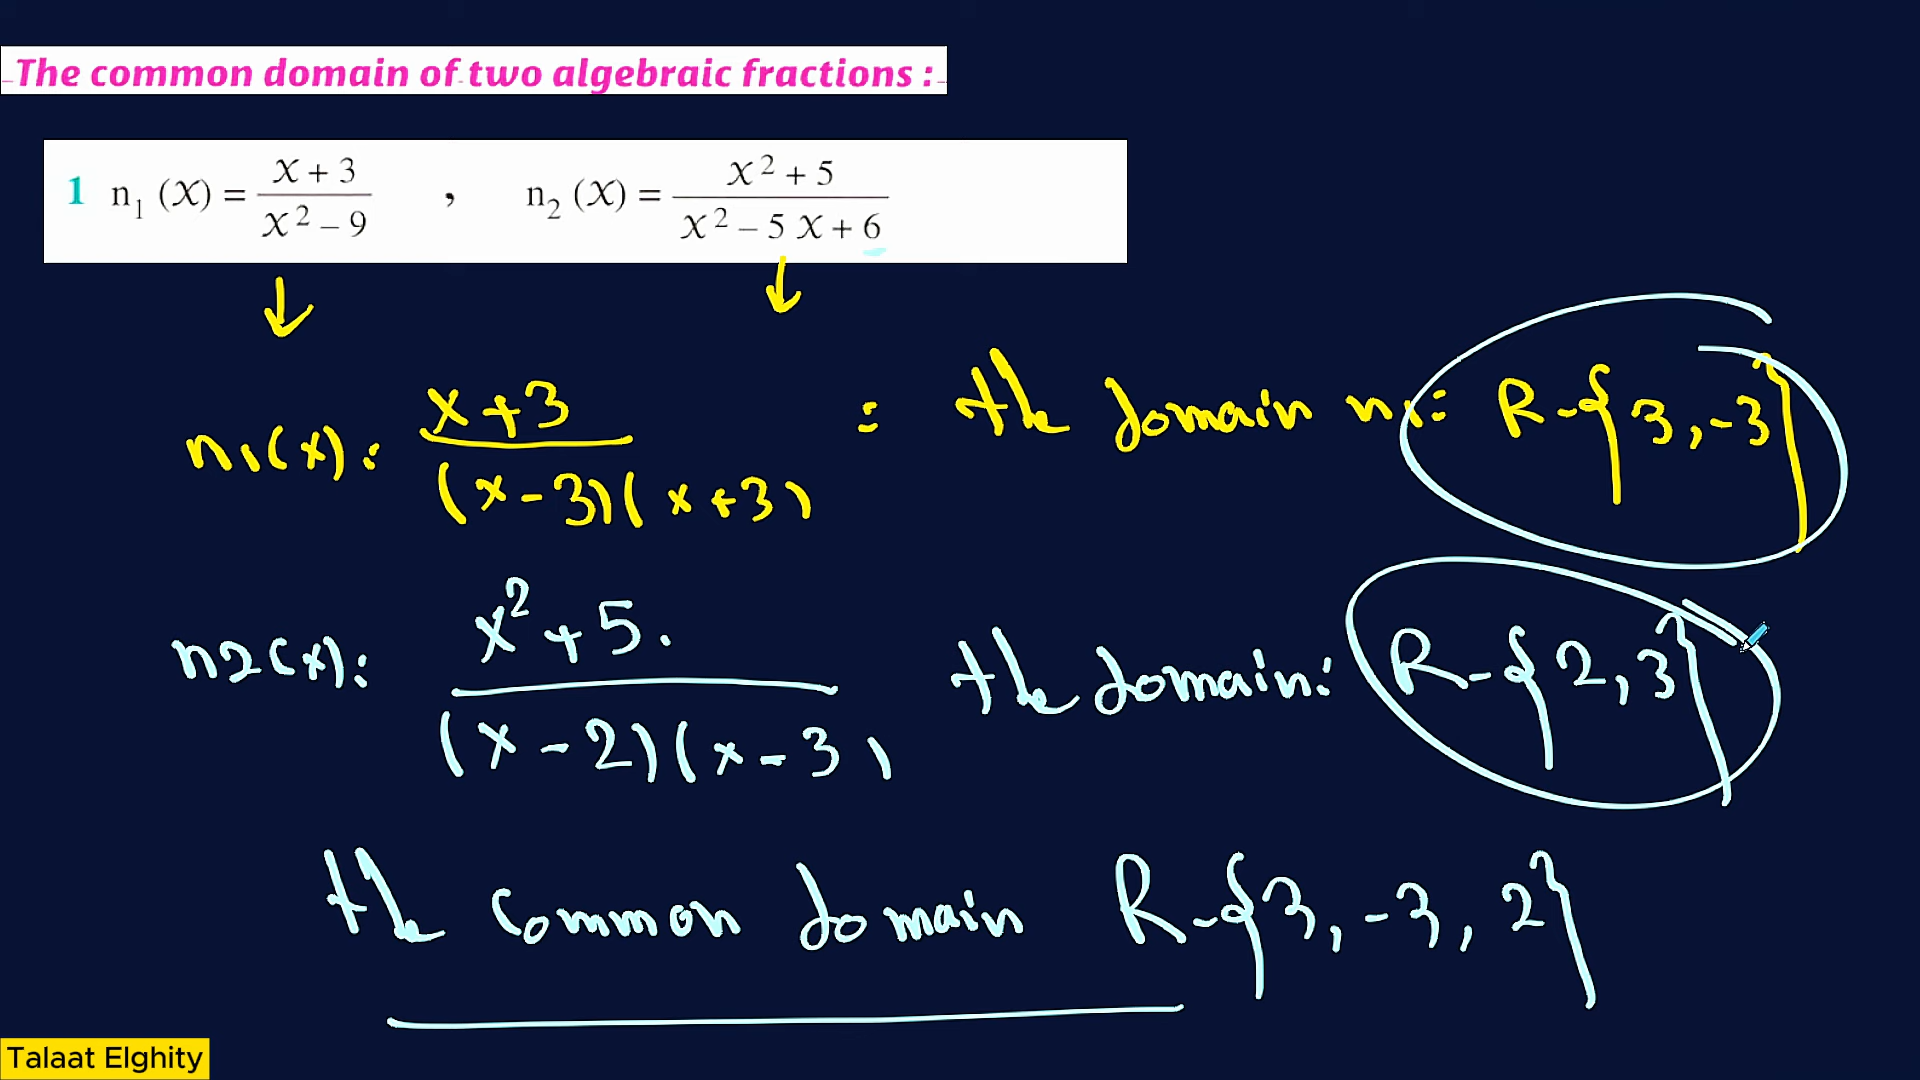 The common domain of two algebraic fractions :
1 n₁ (X) = (X + 3)/(X² – 9) , n₂ (X) = (X² + 5)/(X² – 5 X + 6)
n₁(x): (x+3)/((x-3)(x+3)) = the domain n₁: R-{3,-3}
n2(x): (x²+5.)/((x-2)(x-3)) the domain: R-{2,3}
the common domain R-{3,-3,2}
Talaat Elghity